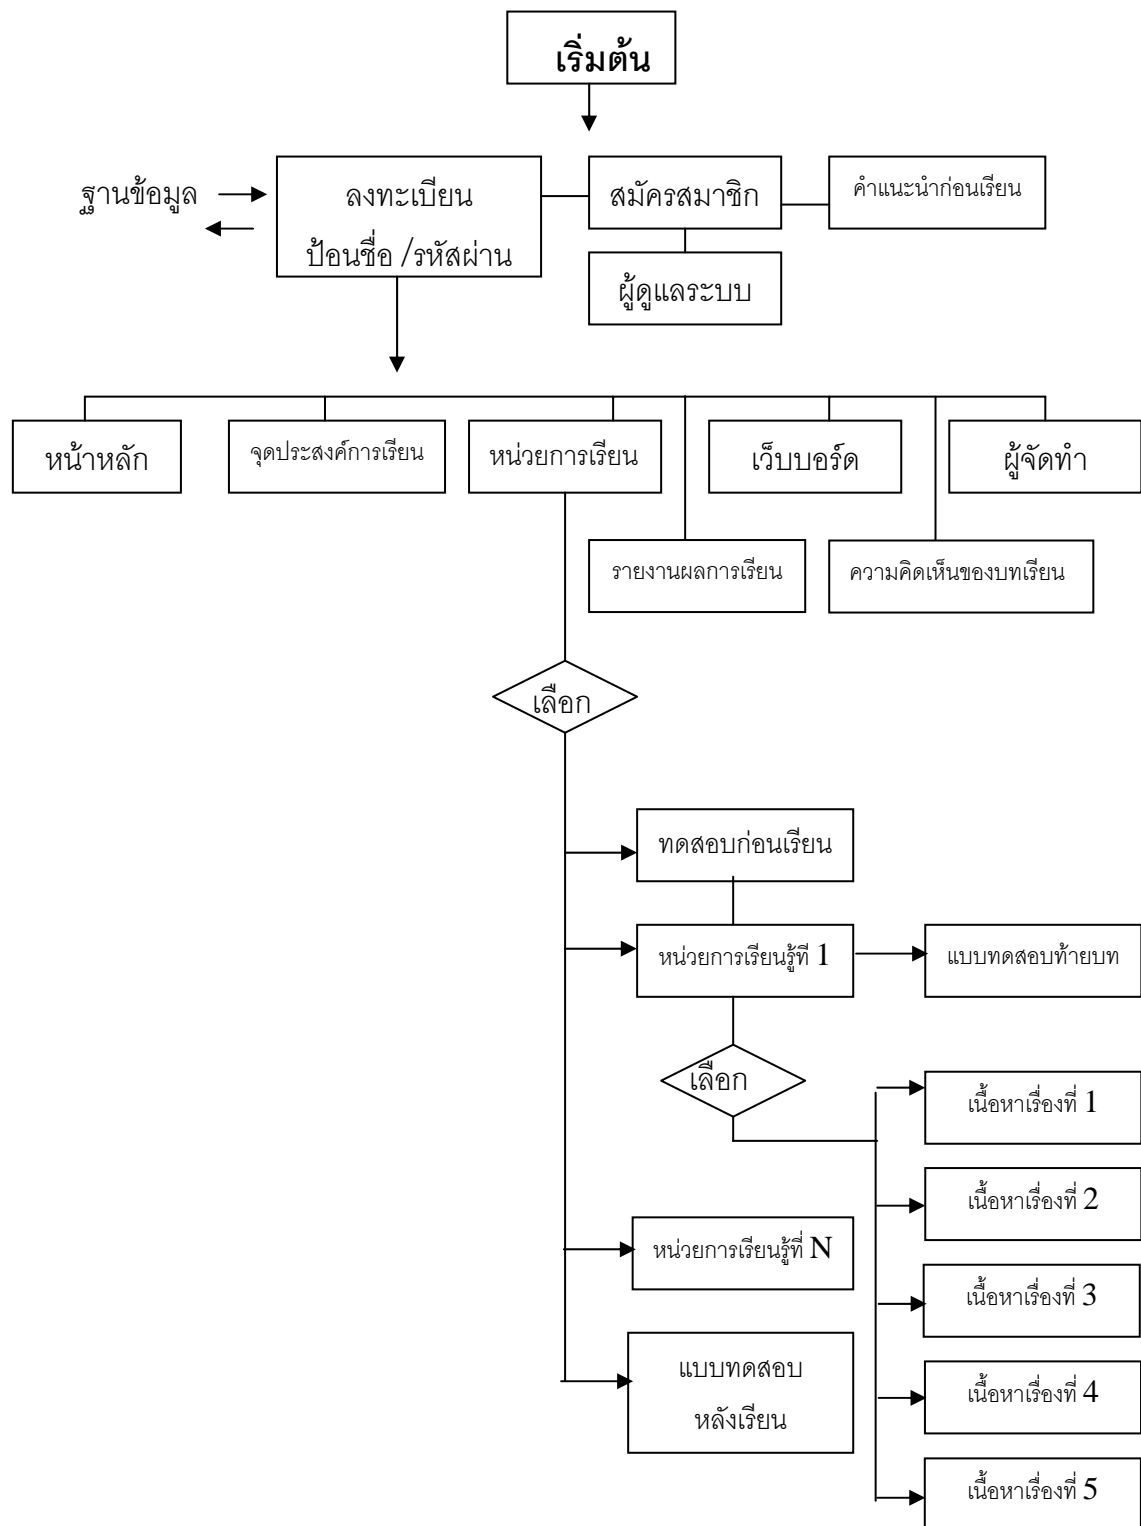 เริ่มต้น
ฐานข้อมูล
ลงทะเบียน
ป้อนชื่อ /รหัสผ่าน
สมัครสมาชิก
คำแนะนำก่อนเรียน
ผู้ดูแลระบบ
หน้าหลัก
จุดประสงค์การเรียน
หน่วยการเรียน
เว็บบอร์ด
ผู้จัดทำ
รายงานผลการเรียน
ความคิดเห็นของบทเรียน
เลือก
ทดสอบก่อนเรียน
หน่วยการเรียนรู้ที่ 1
แบบทดสอบท้ายบท
เลือก
เนื้อหาเรื่องที่ 1
เนื้อหาเรื่องที่ 2
หน่วยการเรียนรู้ที่ N
เนื้อหาเรื่องที่ 3
แบบทดสอบ
หลังเรียน
เนื้อหาเรื่องที่ 4
เนื้อหาเรื่องที่ 5